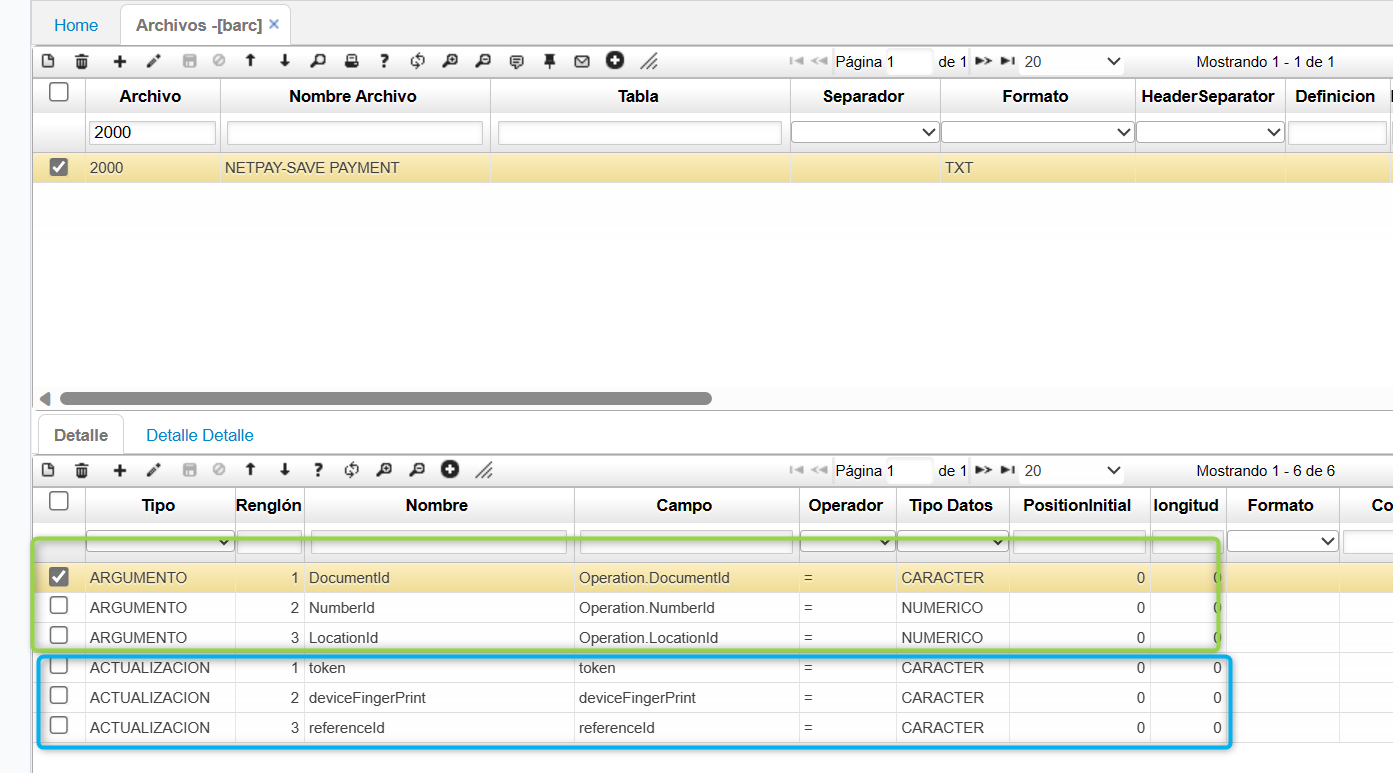 Home Archivos -[barc] ×
Página 1 de 1 20 Mostrando 1 - 1 de 1
Archivo Nombre Archivo Tabla Separador Formato HeaderSeparator Definicion
2000
2000 NETPAY-SAVE PAYMENT TXT
Detalle Detalle Detalle
? Página 1 de 1 20 Mostrando 1 - 6 de 6
Tipo Renglón Nombre Campo Operador Tipo Datos PositionInitial longitud Formato Co
ARGUMENTO 1 DocumentId Operation.DocumentId = CARACTER 0 0
ARGUMENTO 2 NumberId Operation.NumberId = NUMERICO 0 0
ARGUMENTO 3 LocationId Operation.LocationId = NUMERICO 0 0
ACTUALIZACION 1 token token = CARACTER 0 0
ACTUALIZACION 2 deviceFingerPrint deviceFingerPrint = CARACTER 0 0
ACTUALIZACION 3 referenceId referenceId = CARACTER 0 0